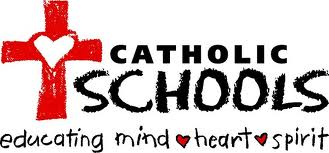 CATHOLIC
SCHOOLS
educating mind ♥ heart ♥ spirit